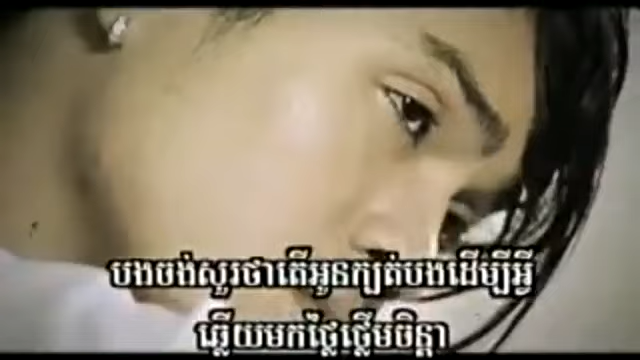 បងចង់សួរថាតើអូនក្បត់បងដើម្បីអ្វី
ឆ្លើយមកថ្លៃថ្លើមចិន្តា